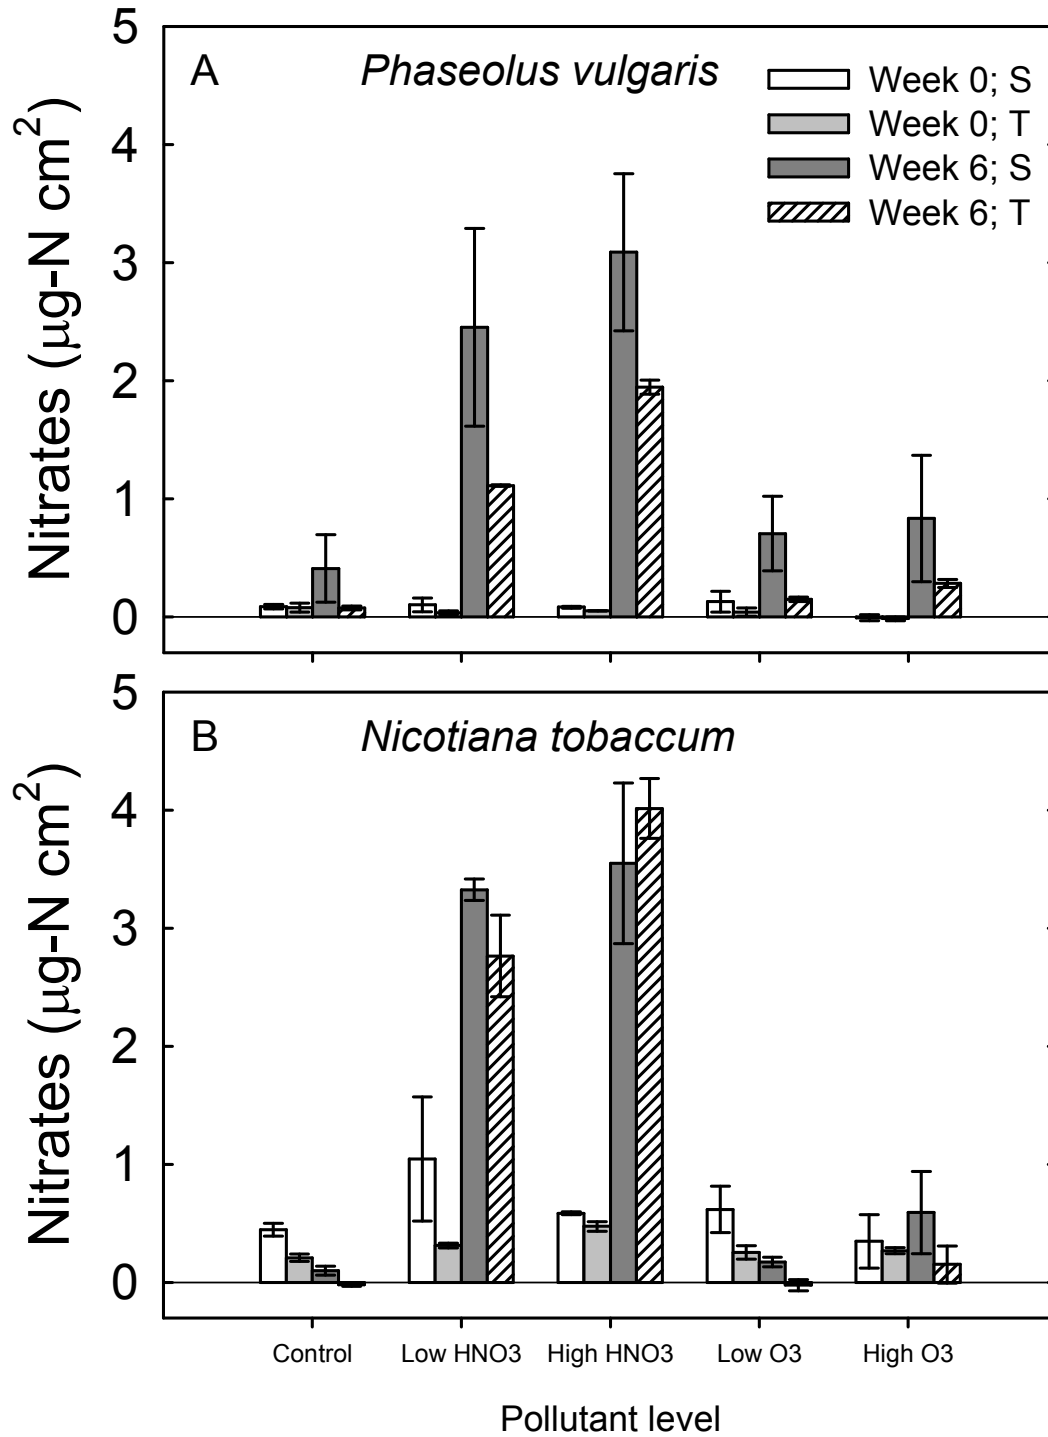 A
Phaseolus vulgaris
Week 0; S
Week 0; T
Week 6; S
Week 6; T
Nitrates (μg-N cm²)
5
4
3
2
1
0
B
Nicotiana tobaccum
Nitrates (μg-N cm²)
5
4
3
2
1
0
Control Low HNO3 High HNO3 Low O3 High O3
Pollutant level